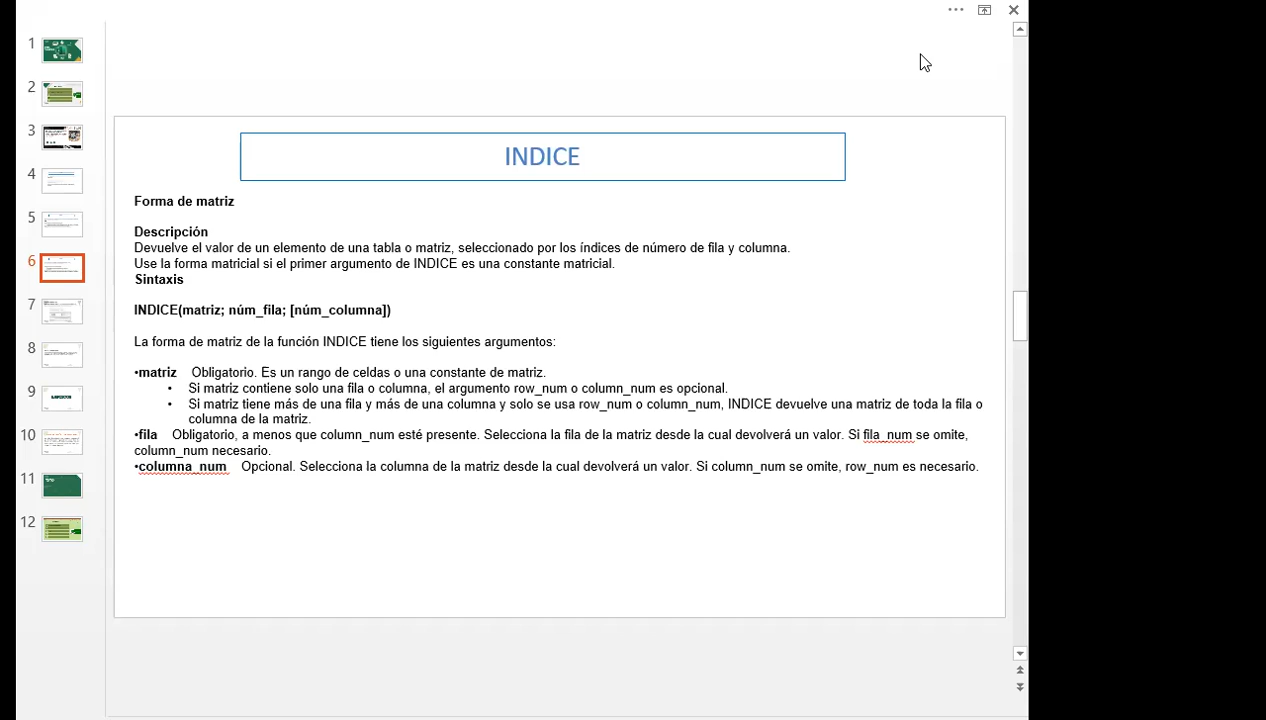 1
2
3
4
5
6
7
8
9
10
11
12
INDICE
Forma de matriz
Descripción
Devuelve el valor de un elemento de una tabla o matriz, seleccionado por los índices de número de fila y columna.
Use la forma matricial si el primer argumento de INDICE es una constante matricial.
Sintaxis
INDICE(matriz; núm_fila; [núm_columna])
La forma de matriz de la función INDICE tiene los siguientes argumentos:
•matriz Obligatorio. Es un rango de celdas o una constante de matriz.
• Si matriz contiene solo una fila o columna, el argumento row_num o column_num es opcional.
• Si matriz tiene más de una fila y más de una columna y solo se usa row_num o column_num, INDICE devuelve una matriz de toda la fila o
columna de la matriz.
•fila Obligatorio, a menos que column_num esté presente. Selecciona la fila de la matriz desde la cual devolverá un valor. Si fila_num se omite,
column_num necesario.
•columna_num Opcional. Selecciona la columna de la matriz desde la cual devolverá un valor. Si column_num se omite, row_num es necesario.